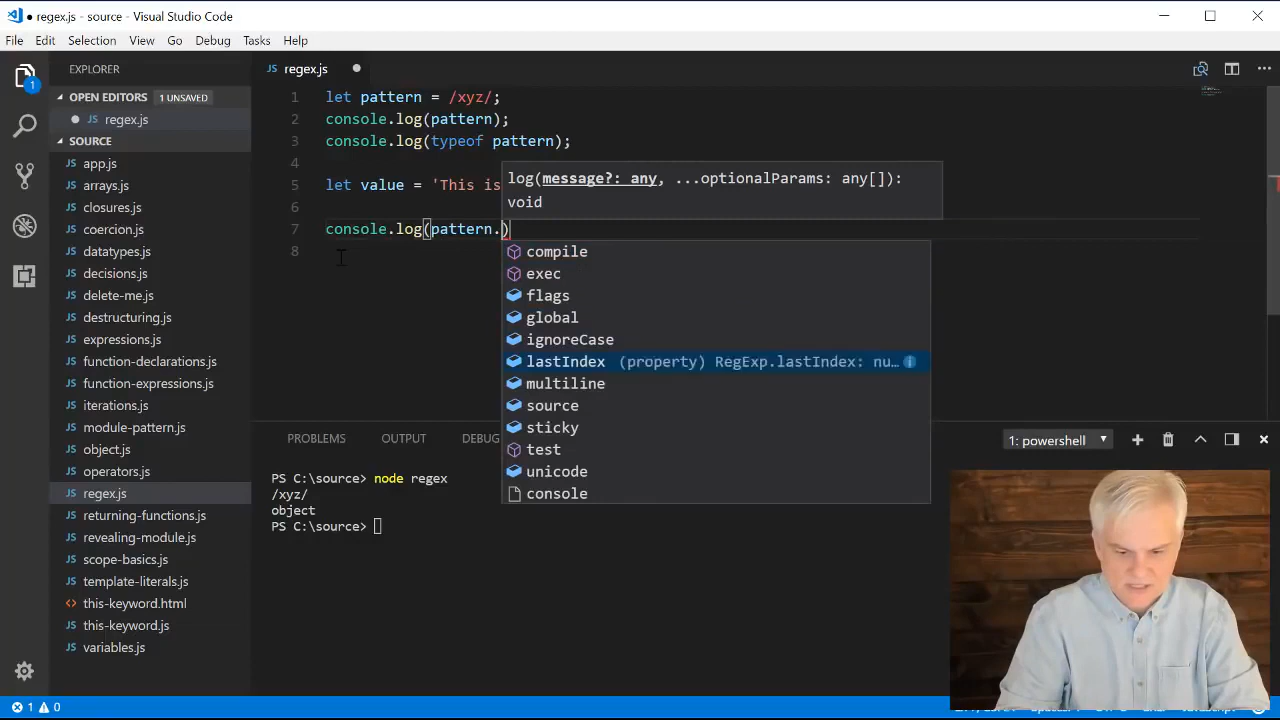 regex.js - source - Visual Studio Code
File Edit Selection View Go Debug Tasks Help
EXPLORER
OPEN EDITORS 1 UNSAVED
regex.js
SOURCE
app.js
arrays.js
closures.js
coercion.js
datatypes.js
decisions.js
delete-me.js
destructuring.js
expressions.js
function-declarations.js
function-expressions.js
iterations.js
module-pattern.js
object.js
operators.js
regex.js
returning-functions.js
revealing-module.js
scope-basics.js
template-literals.js
this-keyword.html
this-keyword.js
variables.js
1
regex.js
1 let pattern = /xyz/;
2 console.log(pattern);
3 console.log(typeof pattern);
4
5 let value = 'This is
6
7 console.log(pattern.)
8
log(message?: any, ...optionalParams: any[]):
void
compile
exec
flags
global
ignoreCase
lastIndex (property) RegExp.lastIndex: nu…
multiline
source
sticky
test
unicode
console
PROBLEMS OUTPUT DEBUG
1: powershell
PS C:\source> node regex
/xyz/
object
PS C:\source>
1 0